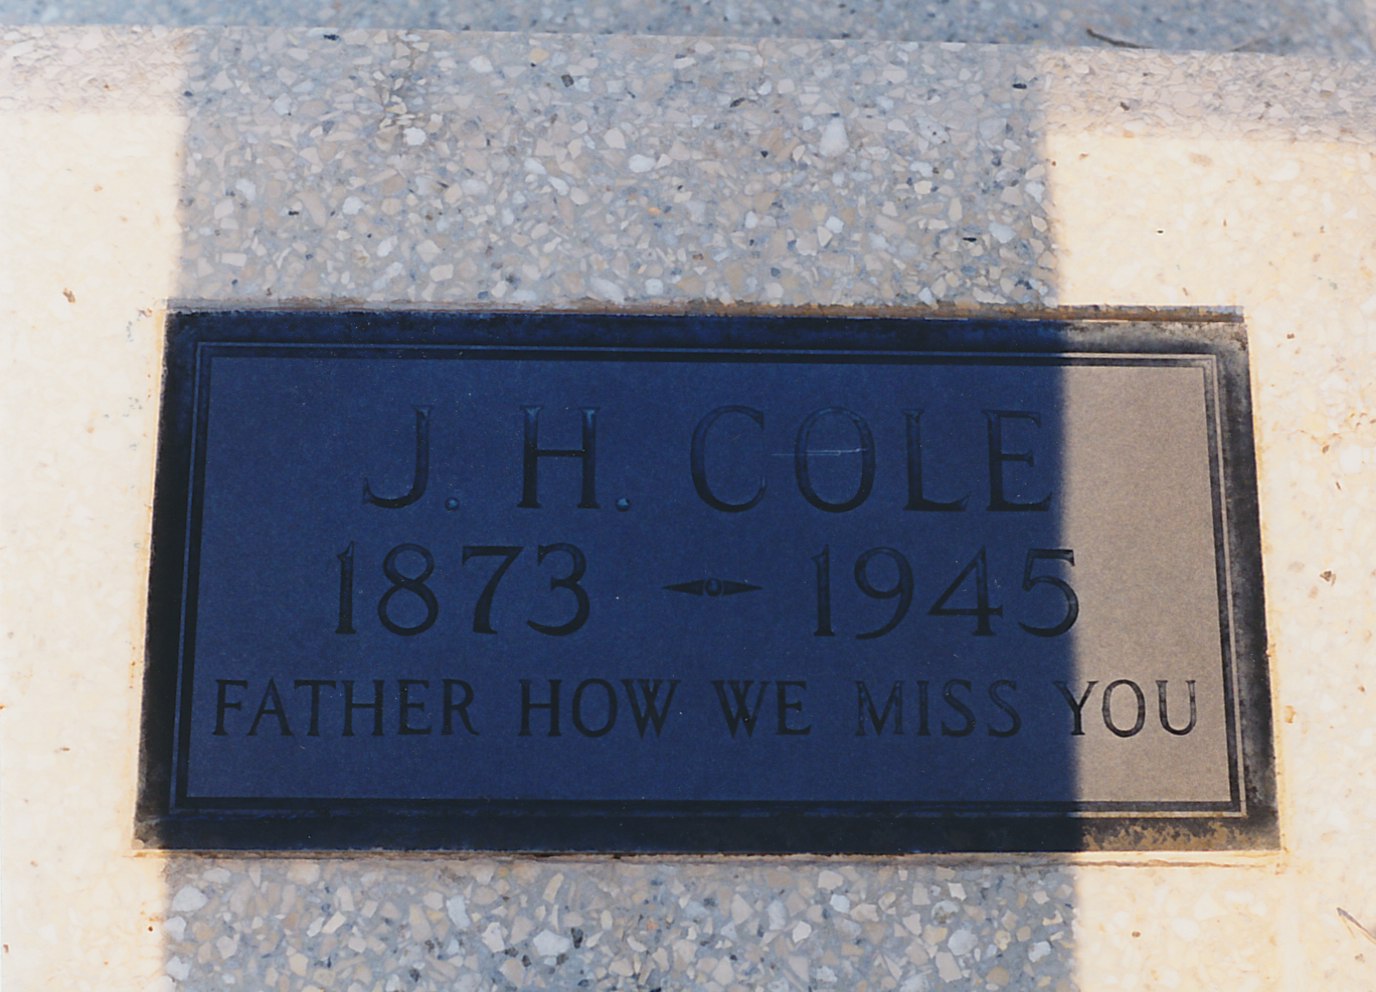 J. H. COLE
1873 - 1945
FATHER HOW WE MISS YOU